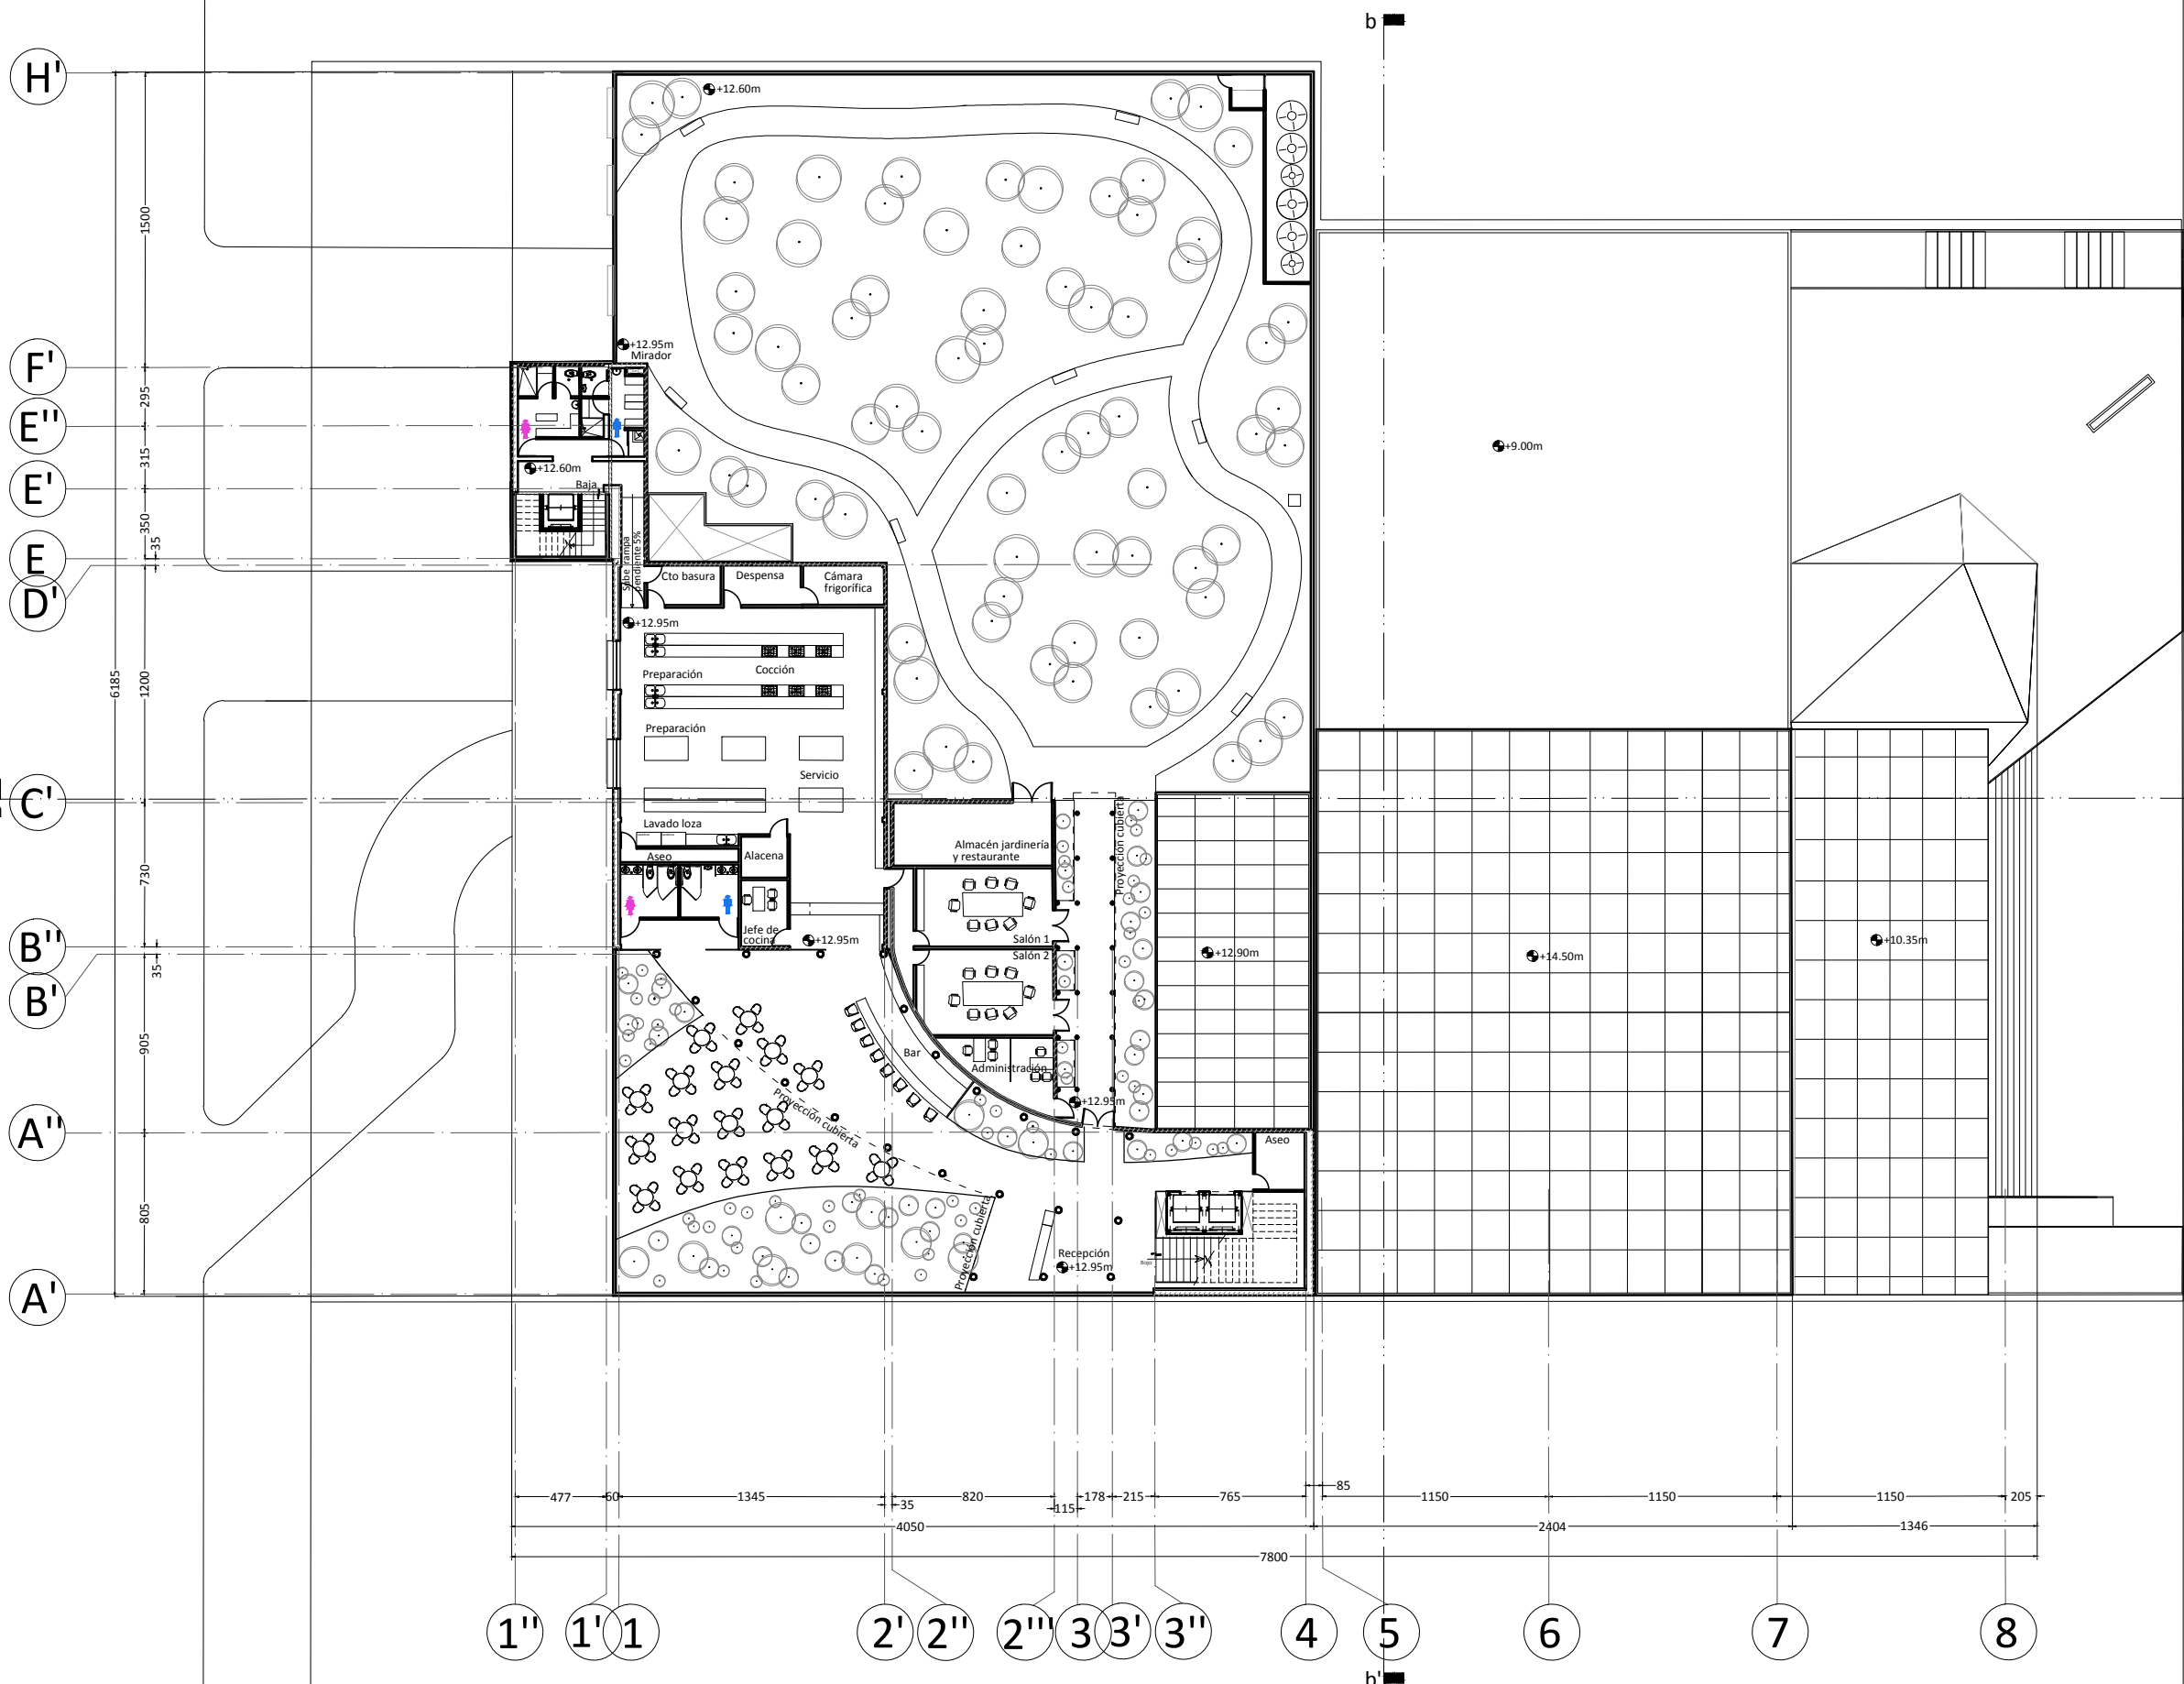 b
H'
+12.60m
1500
+12.95m
Mirador
F'
295
E''
+9.00m
315
+12.60m
E'
Baja
350
35
E
Sube rampa
pendiente 5%
Cto basura
Despensa
Cámara
frigorífica
D'
+12.95m
6185
1200
Preparación
Cocción
Preparación
Servicio
C'
Proyección cubierta
Lavado loza
Aseo
Alacena
Almacén jardinería
y restaurante
730
Jefe de
cocina
+12.95m
Salón 1
B''
Salón 2
+12.90m
+14.50m
+10.35m
35
B'
905
Bar
Administración
+12.95m
Proyección cubierta
A''
Aseo
805
Proyección cubierta
Recepción
+12.95m
Bajo
A'
477
60
1345
35
820
115
178
215
765
85
1150
1150
1150
205
4050
2404
1346
7800
1''
1'
1
2'
2''
2'''
3
3'
3''
4
5
6
7
8
b'